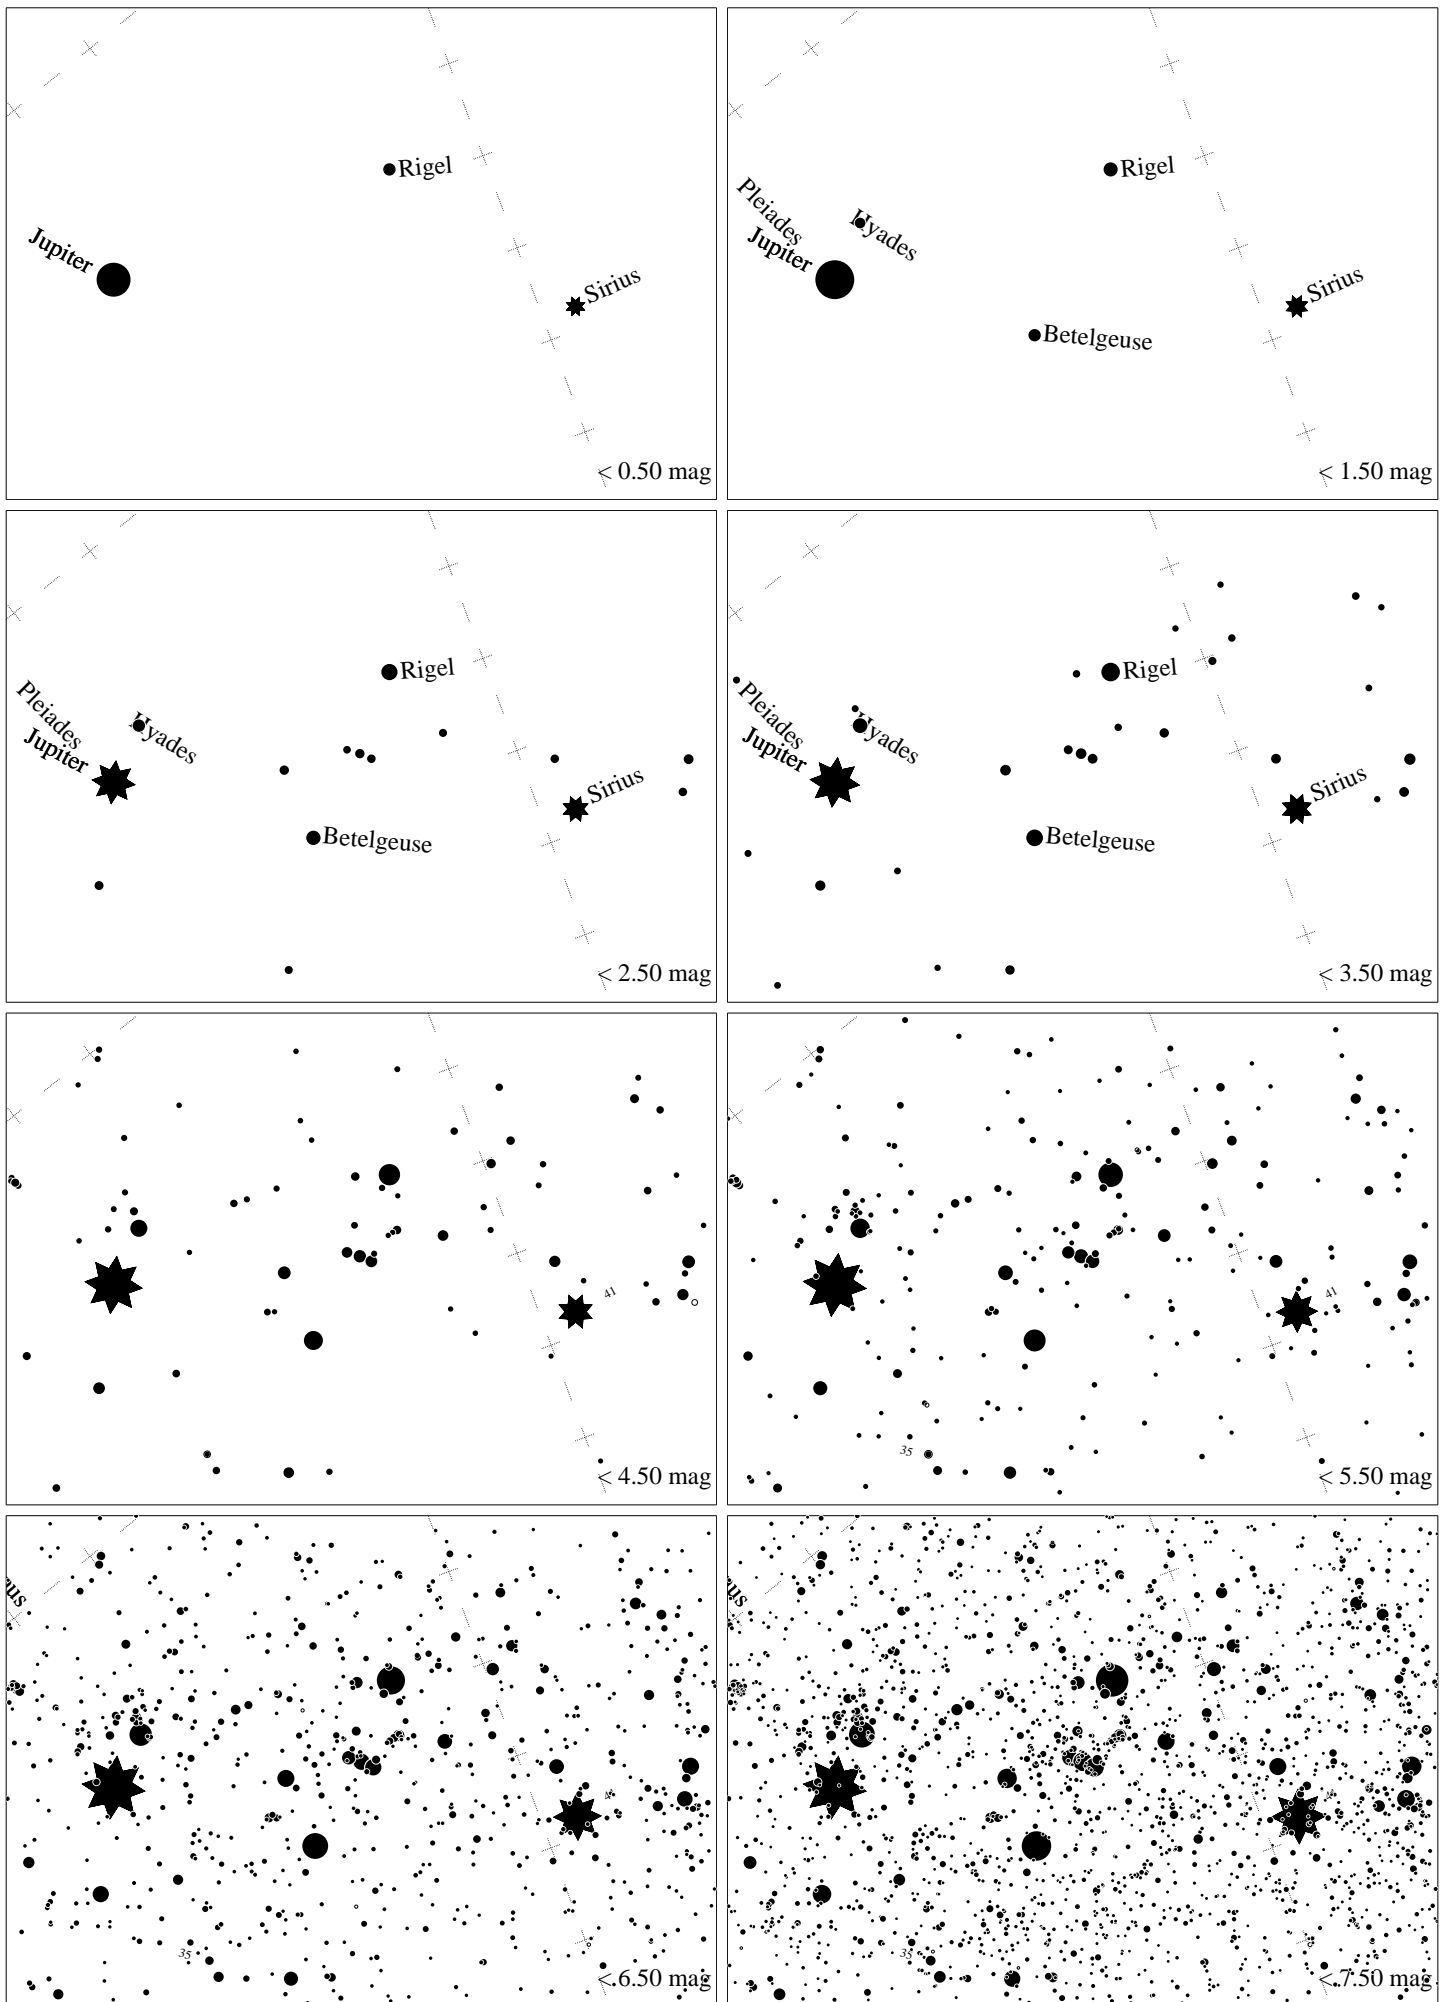 Rigel
Jupiter
Sirius
< 0.50 mag
Rigel
Pleiades
Hyades
Jupiter
Sirius
Betelgeuse
< 1.50 mag
Rigel
Pleiades
Hyades
Jupiter
Sirius
Betelgeuse
< 2.50 mag
Rigel
Pleiades
Hyades
Jupiter
Sirius
Betelgeuse
< 3.50 mag
41
< 4.50 mag
41
35
< 5.50 mag
nus
35
< 6.50 mag
nus
35
< 7.50 mag